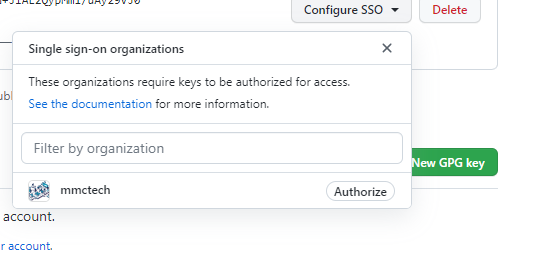 Configure SSO
Delete
Single sign-on organizations
These organizations require keys to be authorized for access.
See the documentation for more information.
Filter by organization
New GPG key
mmctech
Authorize
account.
r account.